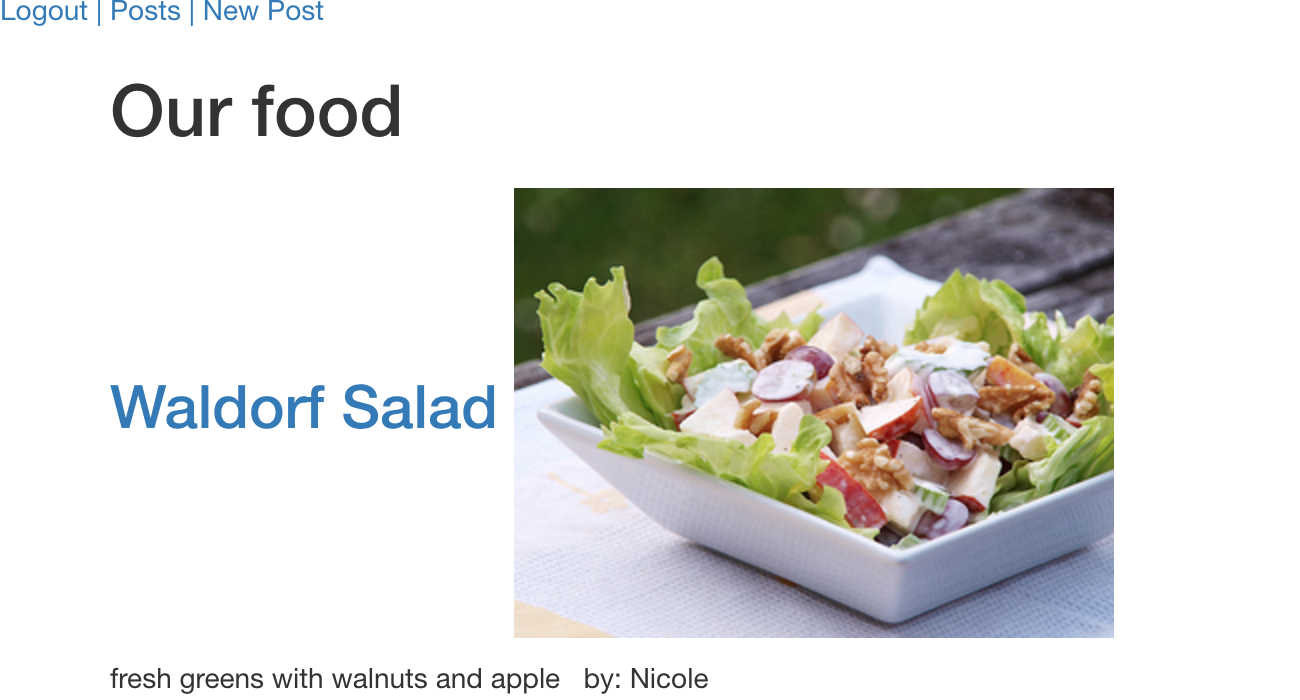 Logout | Posts | New Post
Our food
Waldorf Salad
fresh greens with walnuts and apple by: Nicole